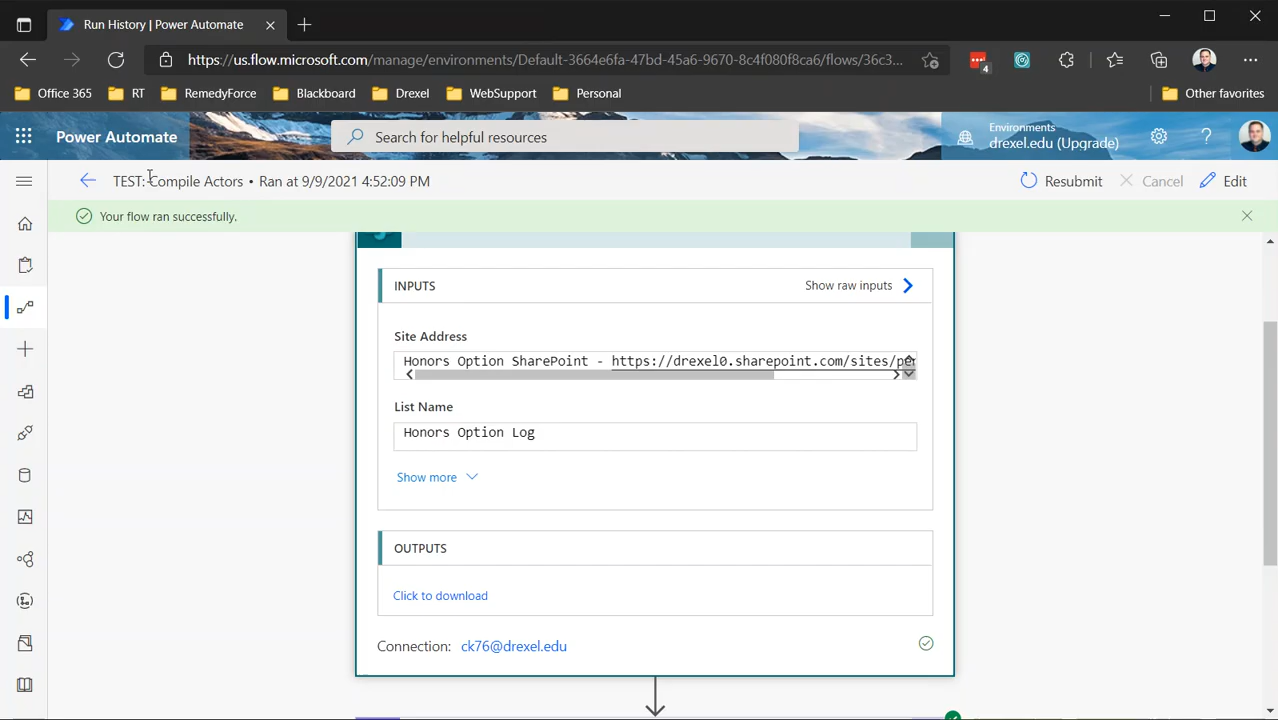 Run History | Power Automate
https://us.flow.microsoft.com/manage/environments/Default-3664e6fa-47bd-45a6-9670-8c4f080f8ca6/flows/36c3...
4
Office 365
RT
RemedyForce
Blackboard
Drexel
WebSupport
Personal
Other favorites
Power Automate
Search for helpful resources
Environments
drexel.edu (Upgrade)
TEST: Compile Actors • Ran at 9/9/2021 4:52:09 PM
Resubmit
Cancel
Edit
Your flow ran successfully.
INPUTS
Show raw inputs
Site Address
Honors Option SharePoint - https://drexel0.sharepoint.com/sites/per
List Name
Honors Option Log
Show more
OUTPUTS
Click to download
Connection: ck76@drexel.edu